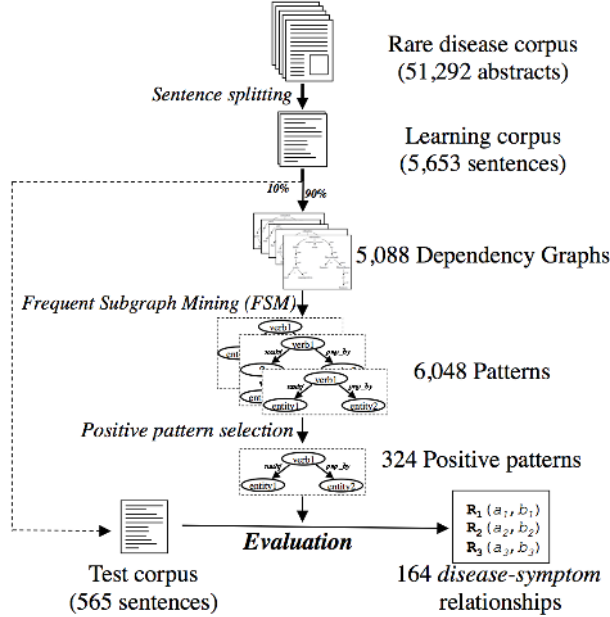 Rare disease corpus
(51,292 abstracts)
Sentence splitting
Learning corpus
(5,653 sentences)
10%
90%
5,088 Dependency Graphs
Frequent Subgraph Mining (FSM)
verb1
verb1
prep_by
verb1
prep_by
entity1
entity2
6,048 Patterns
Positive pattern selection
verb1
prep_by
entity1
entity2
324 Positive patterns
Evaluation
Test corpus
(565 sentences)
R1 (a1, b1)
R2 (a2, b2)
R3 (a3, b3)
164 disease-symptom
relationships